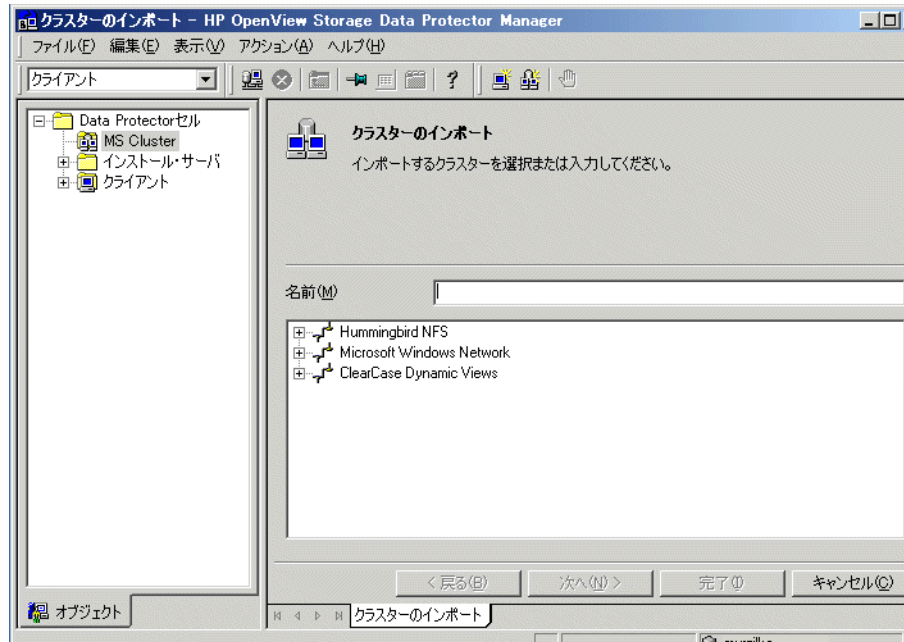 クラスターのインポート - HP OpenView Storage Data Protector Manager
ファイル(F) 編集(E) 表示(V) アクション(A) ヘルプ(H)
クライアント
Data Protectorセル
MS Cluster
インストール・サーバ
クライアント
クラスターのインポート
インポートするクラスターを選択または入力してください。
名前(M)
Hummingbird NFS
Microsoft Windows Network
ClearCase Dynamic Views
< 戻る(B) 次へ(N) > 完了(I) キャンセル(C)
オブジェクト
クラスターのインポート